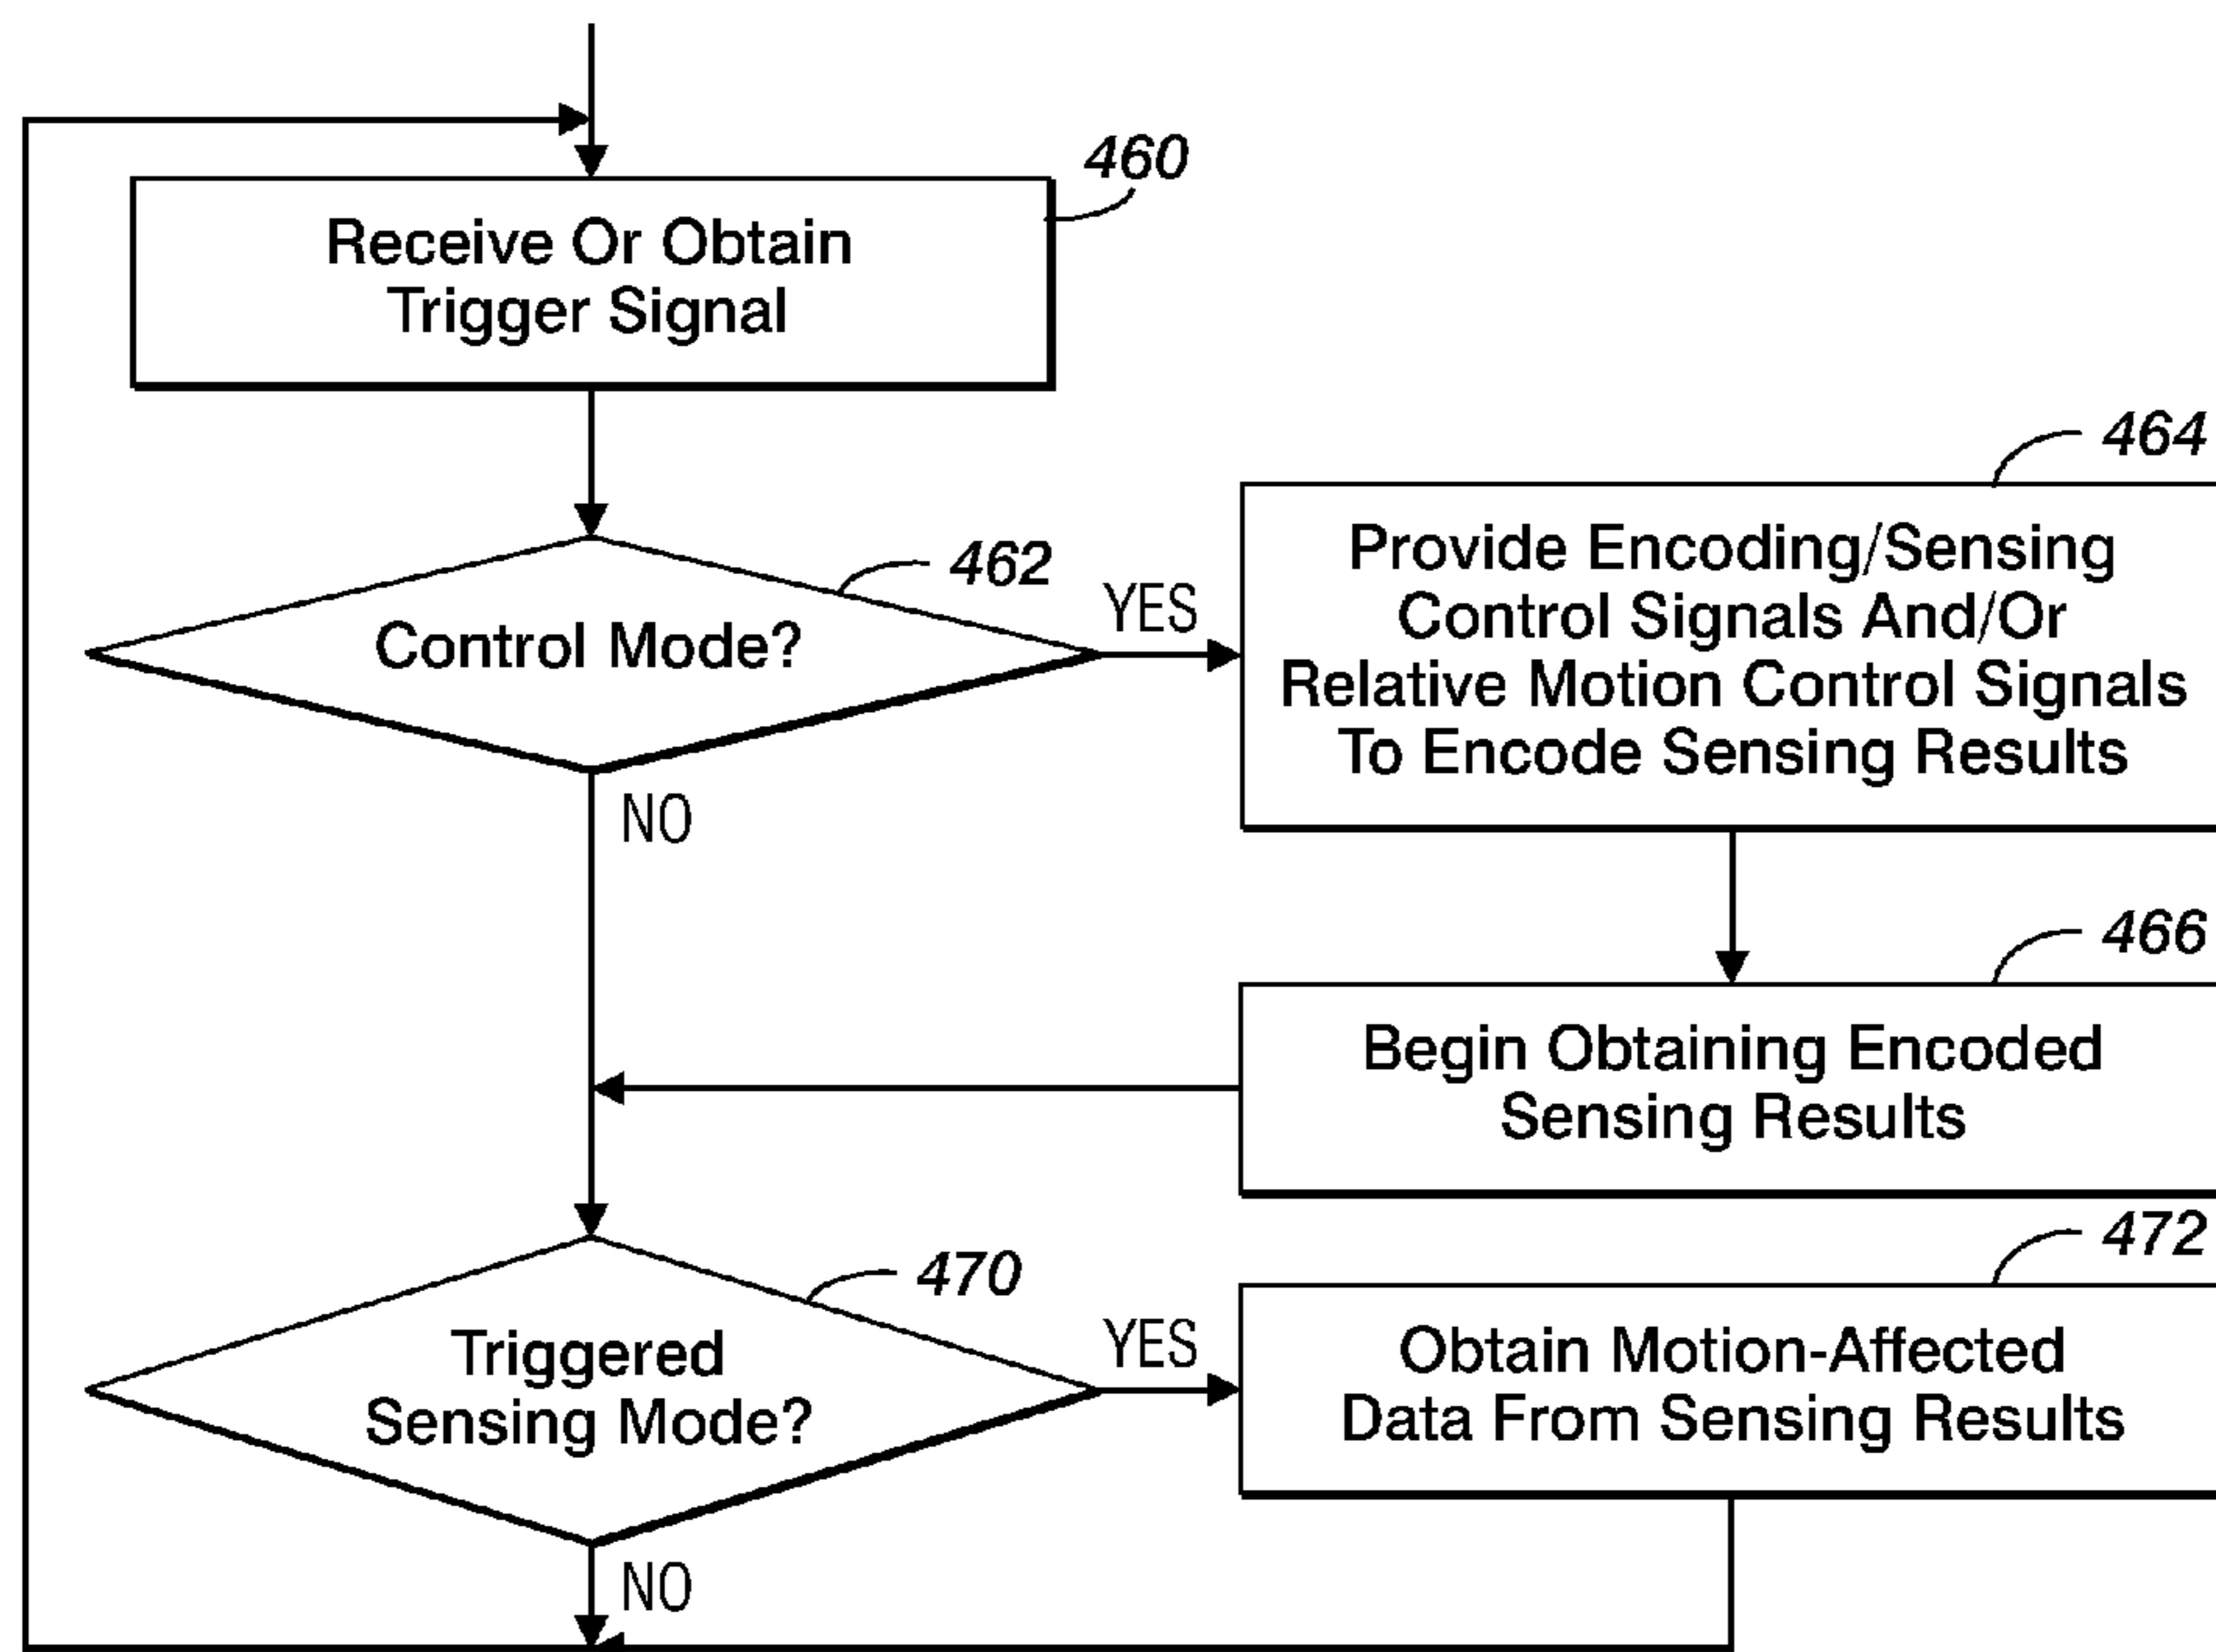 460
Receive Or Obtain
Trigger Signal
462
Control Mode?
YES
NO
464
Provide Encoding/Sensing
Control Signals And/Or
Relative Motion Control Signals
To Encode Sensing Results
466
Begin Obtaining Encoded
Sensing Results
470
Triggered
Sensing Mode?
YES
NO
472
Obtain Motion-Affected
Data From Sensing Results